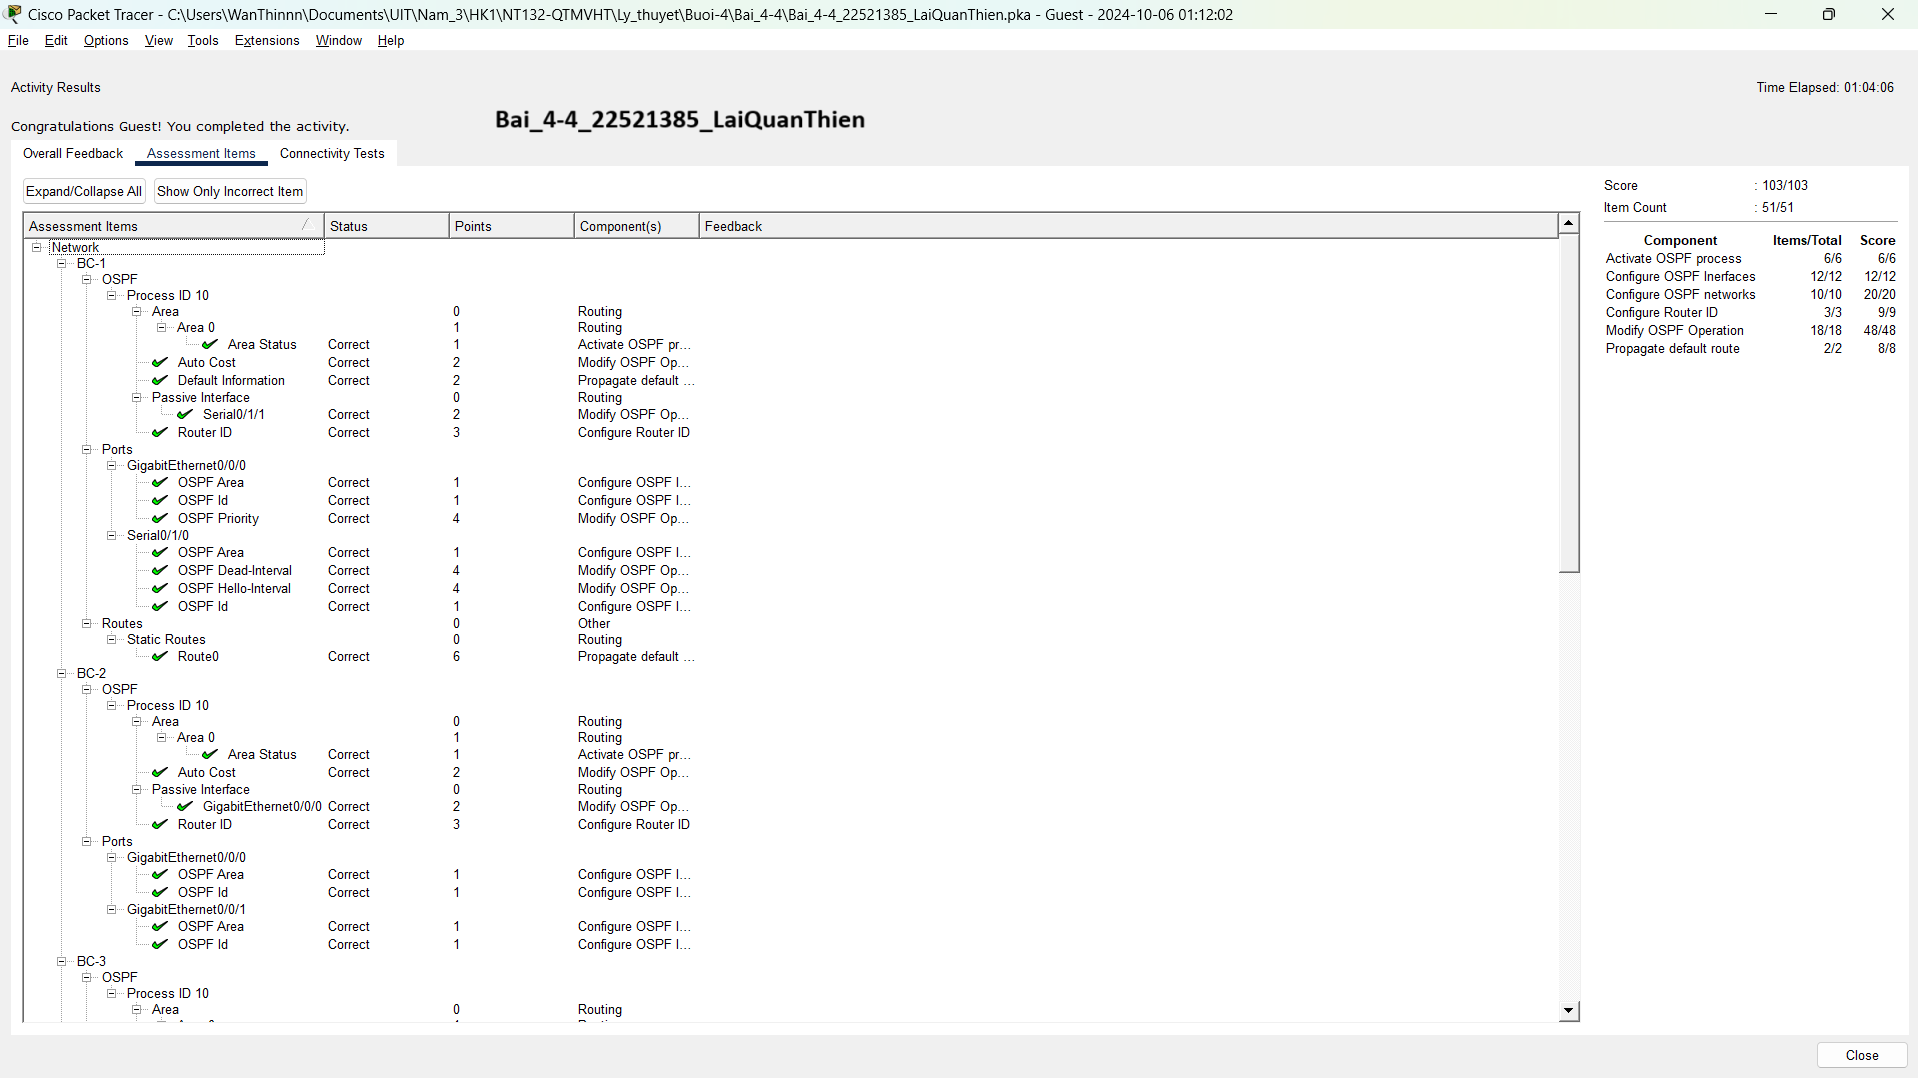 Cisco Packet Tracer - C:\Users\WanThinnn\Documents\UIT\Nam_3\HK1\NT132-QTMVHT\Ly_thuyet\Buoi-4\Bai_4-4\Bai_4-4_22521385_LaiQuanThien.pka - Guest - 2024-10-06 01:12:02
File Edit Options View Tools Extensions Window Help
Activity Results
Time Elapsed: 01:04:06
Congratulations Guest! You completed the activity.
Bai_4-4_22521385_LaiQuanThien
Overall Feedback Assessment Items Connectivity Tests
Expand/Collapse All Show Only Incorrect Item
Assessment Items Status Points Component(s) Feedback
Network
BC-1
OSPF
Process ID 10
Area 0 Routing
Area 0 1 Routing
Area Status Correct 1 Activate OSPF pr...
Auto Cost Correct 2 Modify OSPF Op...
Default Information Correct 2 Propagate default ...
Passive Interface 0 Routing
Serial0/1/1 Correct 2 Modify OSPF Op...
Router ID Correct 3 Configure Router ID
Ports
GigabitEthernet0/0/0
OSPF Area Correct 1 Configure OSPF I...
OSPF Id Correct 1 Configure OSPF I...
OSPF Priority Correct 4 Modify OSPF Op...
Serial0/1/0
OSPF Area Correct 1 Configure OSPF I...
OSPF Dead-Interval Correct 4 Modify OSPF Op...
OSPF Hello-Interval Correct 4 Modify OSPF Op...
OSPF Id Correct 1 Configure OSPF I...
Routes 0 Other
Static Routes 0 Routing
Route0 Correct 6 Propagate default ...
BC-2
OSPF
Process ID 10
Area 0 Routing
Area 0 1 Routing
Area Status Correct 1 Activate OSPF pr...
Auto Cost Correct 2 Modify OSPF Op...
Passive Interface 0 Routing
GigabitEthernet0/0/0 Correct 2 Modify OSPF Op...
Router ID Correct 3 Configure Router ID
Ports
GigabitEthernet0/0/0
OSPF Area Correct 1 Configure OSPF I...
OSPF Id Correct 1 Configure OSPF I...
GigabitEthernet0/0/1
OSPF Area Correct 1 Configure OSPF I...
OSPF Id Correct 1 Configure OSPF I...
BC-3
OSPF
Process ID 10
Area 0 Routing
Score : 103/103
Item Count : 51/51
Component Items/Total Score
Activate OSPF process 6/6 6/6
Configure OSPF Inerfaces 12/12 12/12
Configure OSPF networks 10/10 20/20
Configure Router ID 3/3 9/9
Modify OSPF Operation 18/18 48/48
Propagate default route 2/2 8/8
Close